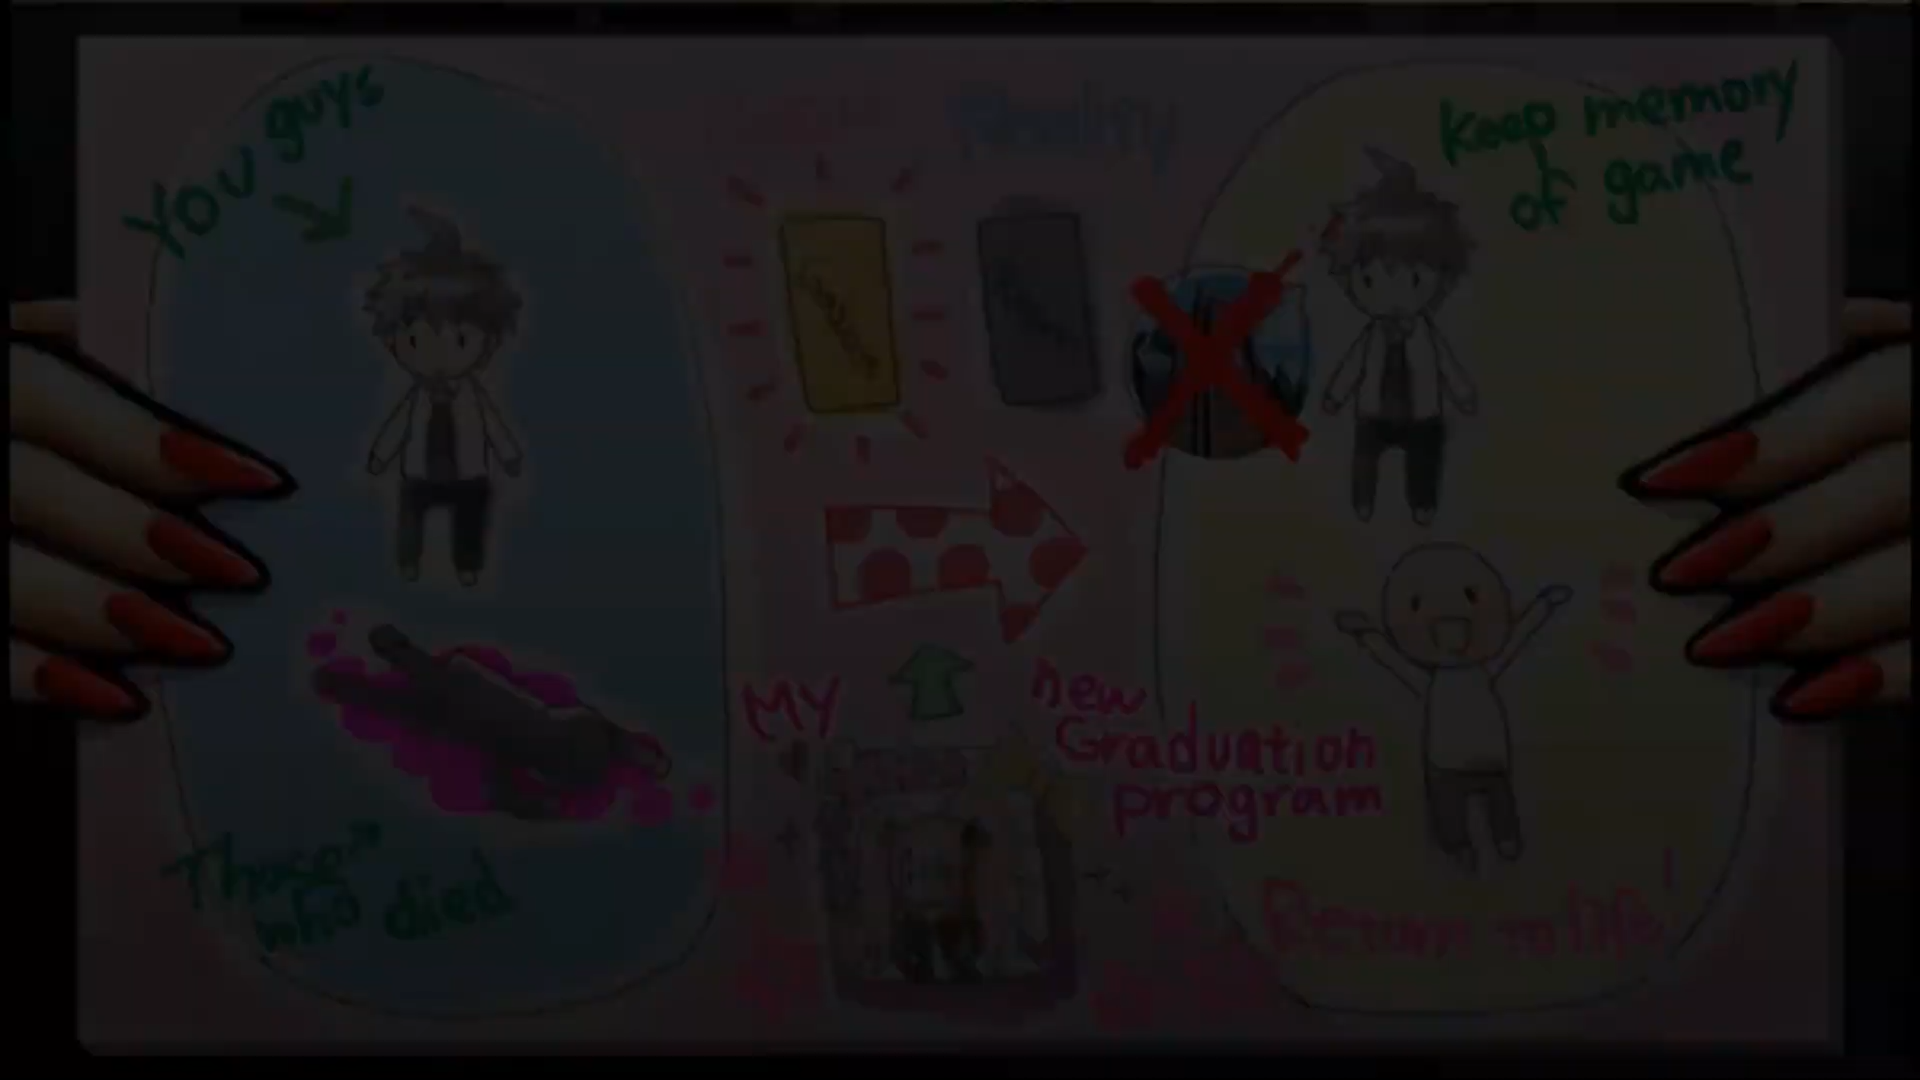 You guys
Reality
Keep memory
of game
MY
new
Graduation
program
Those
who died
Return to life!